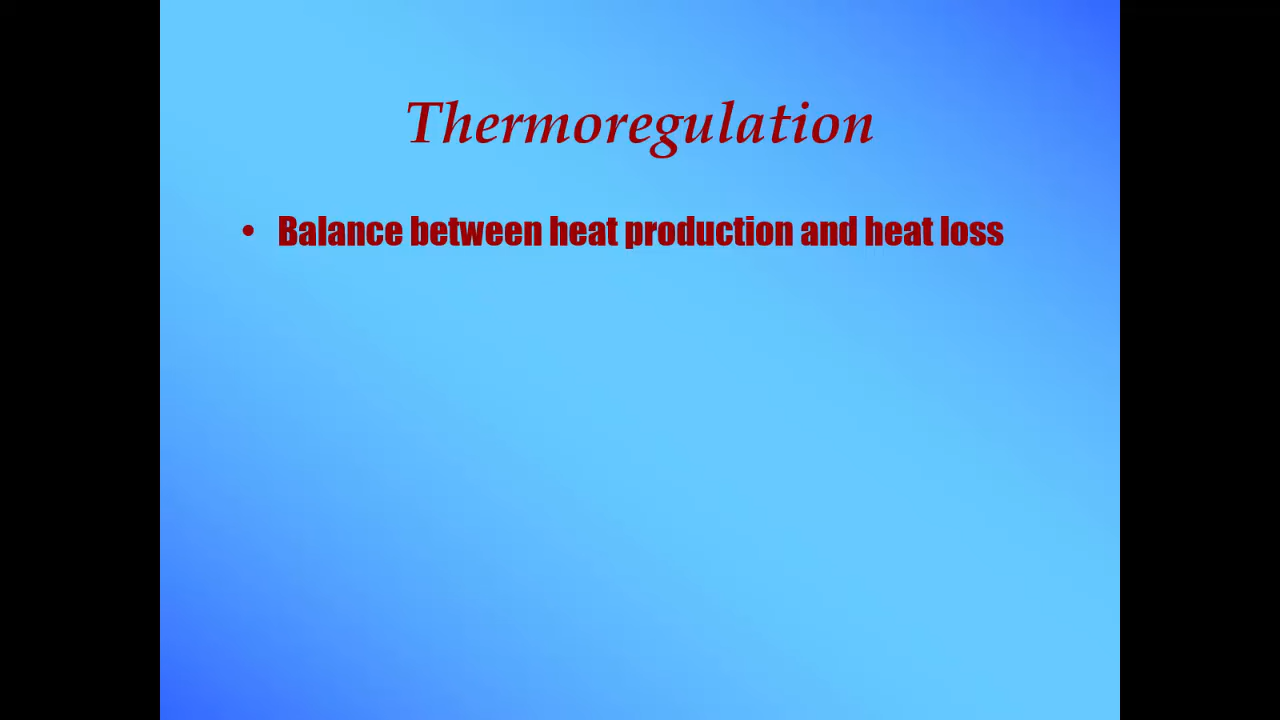 Thermoregulation
• Balance between heat production and heat loss